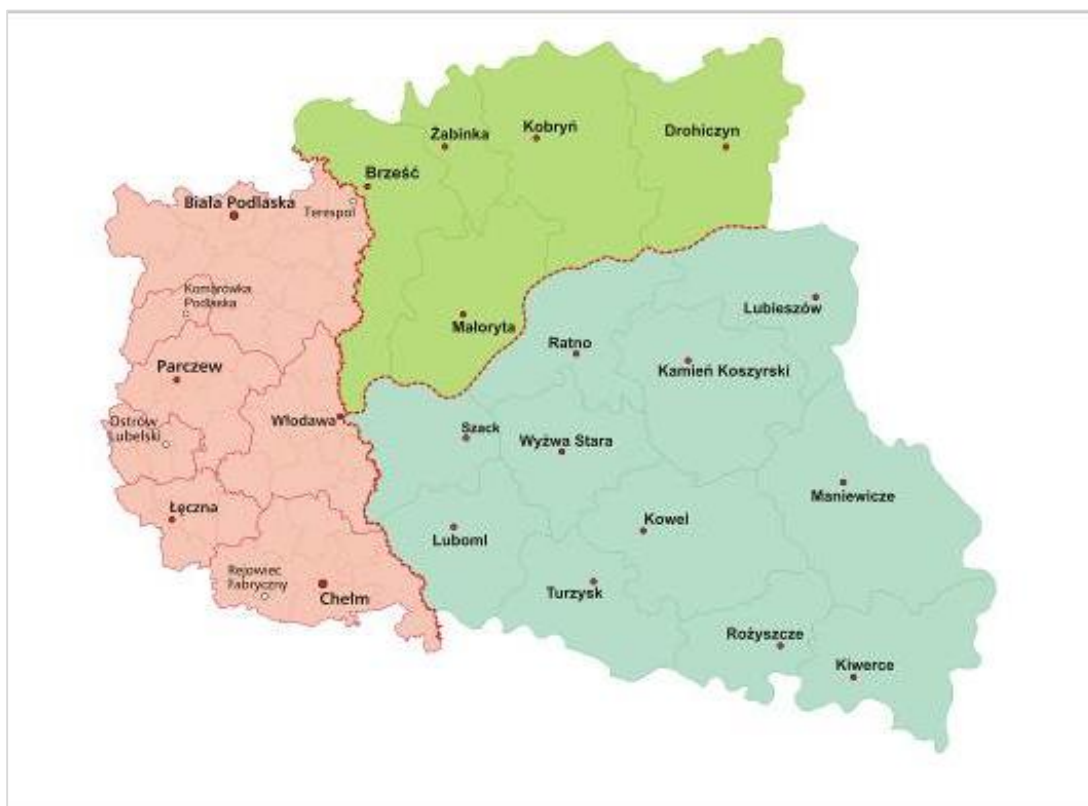 Żabinka
Kobryń
Drohiczyn
Brześć
Biała Podlaska
Terespol
Komarówka
Podlaska
Lubieszów
Małoryta
Ratno
Kamień Koszyrski
Parczew
Ostrów
Lubelski
Włodawa
Szack
Wyżwa Stara
Maniewicze
Łęczna
Kowel
Luboml
Rejowiec
Fabryczny
Chełm
Turzysk
Rożyszcze
Kiwerce